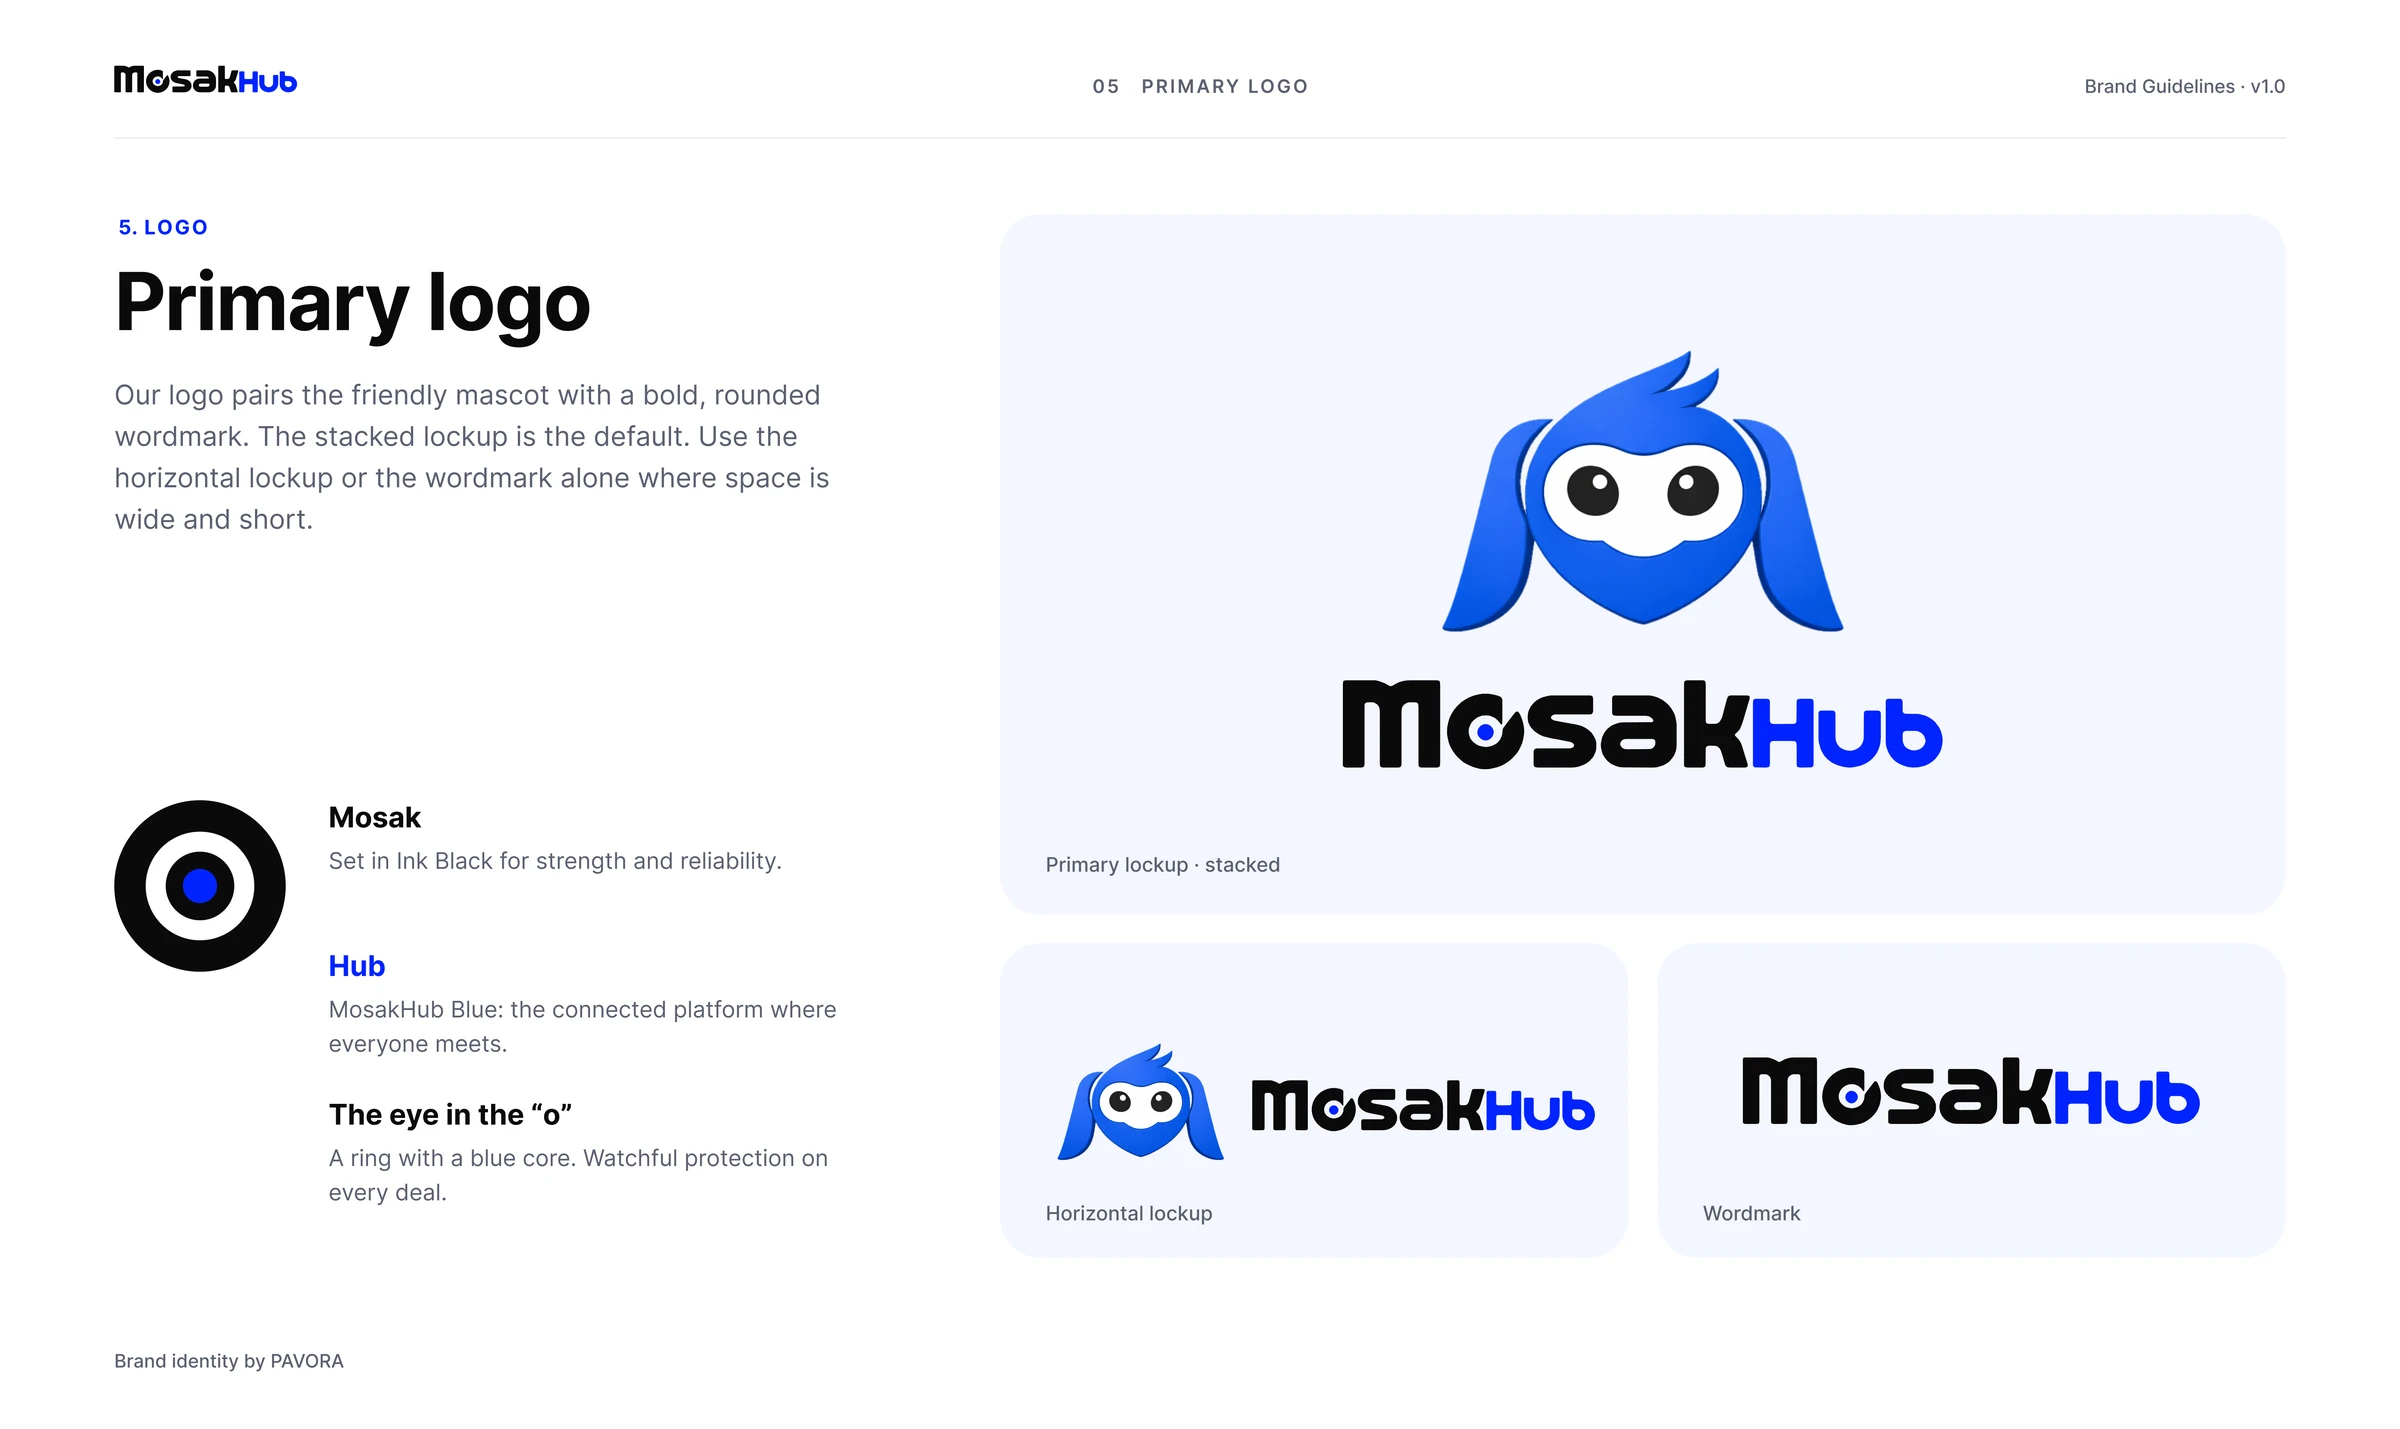 MosakHub
05 PRIMARY LOGO
Brand Guidelines · v1.0
5. LOGO
Primary logo
Our logo pairs the friendly mascot with a bold, rounded
wordmark. The stacked lockup is the default. Use the
horizontal lockup or the wordmark alone where space is
wide and short.
Mosak
Set in Ink Black for strength and reliability.
Hub
MosakHub Blue: the connected platform where
everyone meets.
The eye in the “o”
A ring with a blue core. Watchful protection on
every deal.
MosakHub
Primary lockup · stacked
MosakHub
Horizontal lockup
MosakHub
Wordmark
Brand identity by PAVORA